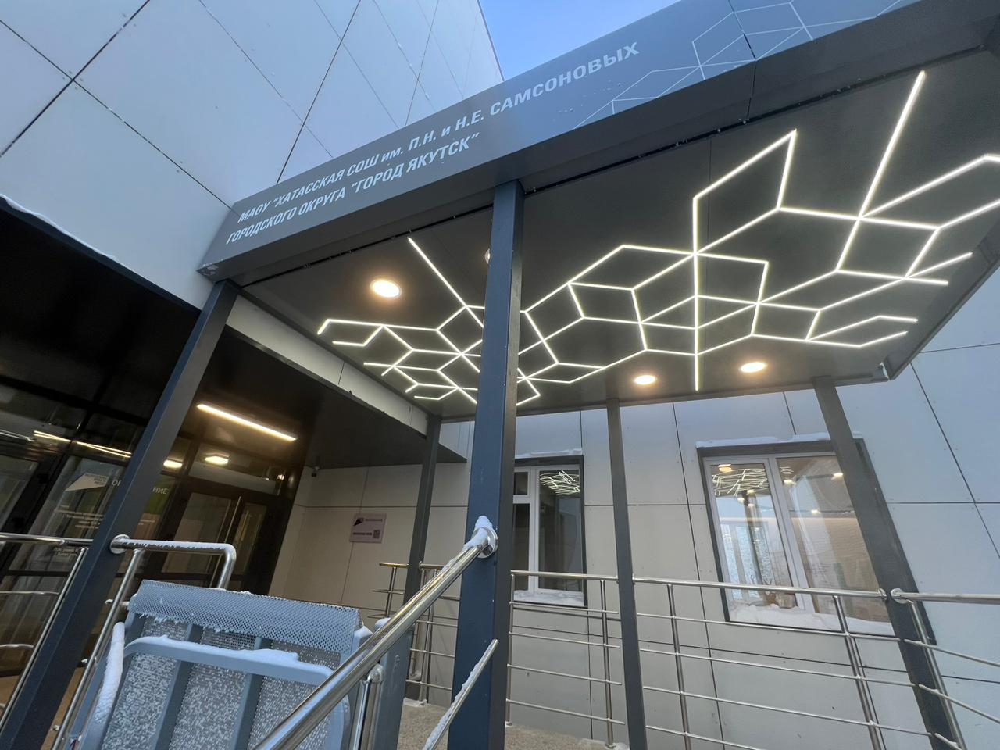 МАОУ "ХАТАССКАЯ СОШ им. П.Н. и Н.Е. САМСОНОВЫХ
ГОРОДСКОГО ОКРУГА "ГОРОД ЯКУТСК"